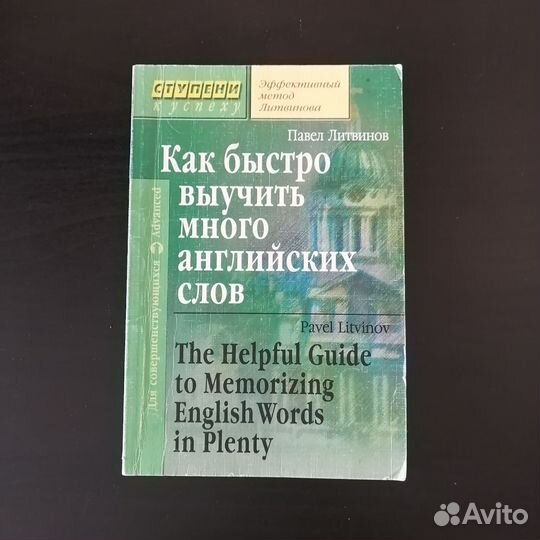 СТУПЕНИ
к успеху
Эффективный
метод
Литвинова
Павел Литвинов
Как быстро
выучить
много
английских
слов
Для совершенствующихся Advanced
Pavel Litvinov
The Helpful Guide
to Memorizing
English Words
in Plenty
Avito